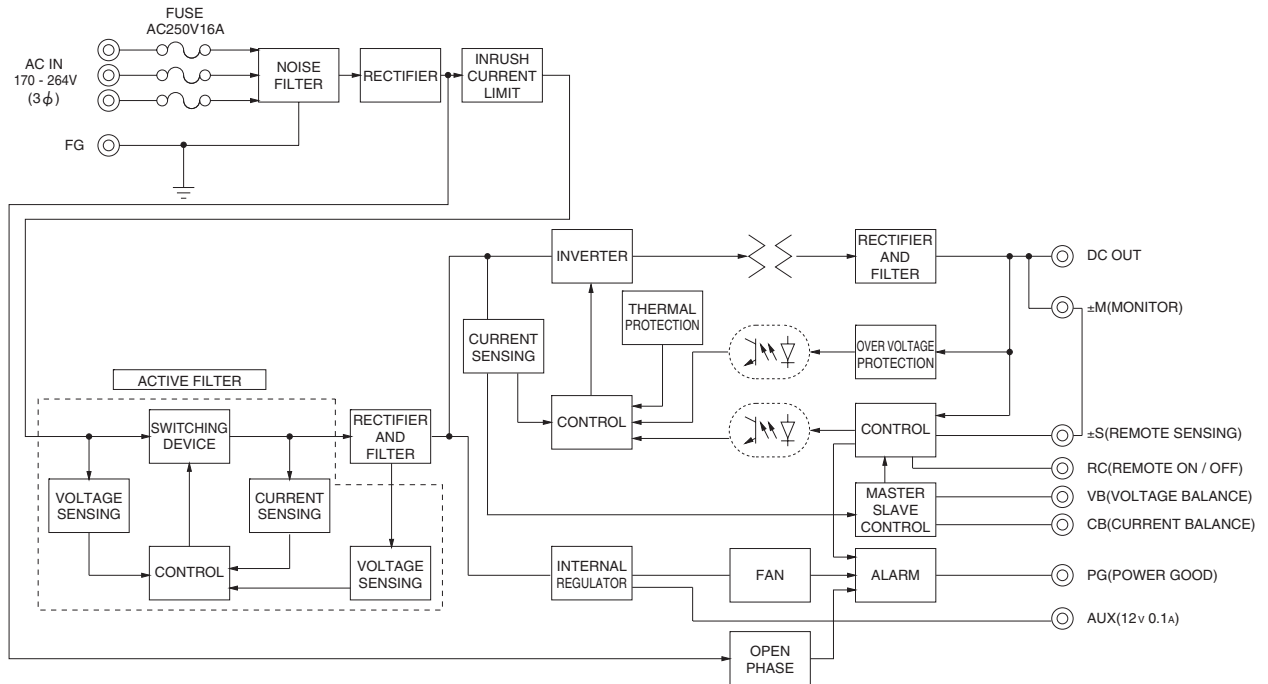 FUSE
AC250V16A
AC IN
170 - 264V
(3ϕ)
NOISE
FILTER
RECTIFIER
INRUSH
CURRENT
LIMIT
FG
INVERTER
RECTIFIER
AND
FILTER
DC OUT
THERMAL
PROTECTION
±M(MONITOR)
CURRENT
SENSING
OVER VOLTAGE
PROTECTION
ACTIVE FILTER
SWITCHING
DEVICE
RECTIFIER
AND
FILTER
CONTROL
CONTROL
±S(REMOTE SENSING)
RC(REMOTE ON / OFF)
VOLTAGE
SENSING
CURRENT
SENSING
MASTER
SLAVE
CONTROL
VB(VOLTAGE BALANCE)
CB(CURRENT BALANCE)
CONTROL
VOLTAGE
SENSING
INTERNAL
REGULATOR
FAN
ALARM
PG(POWER GOOD)
AUX(12V 0.1A)
OPEN
PHASE